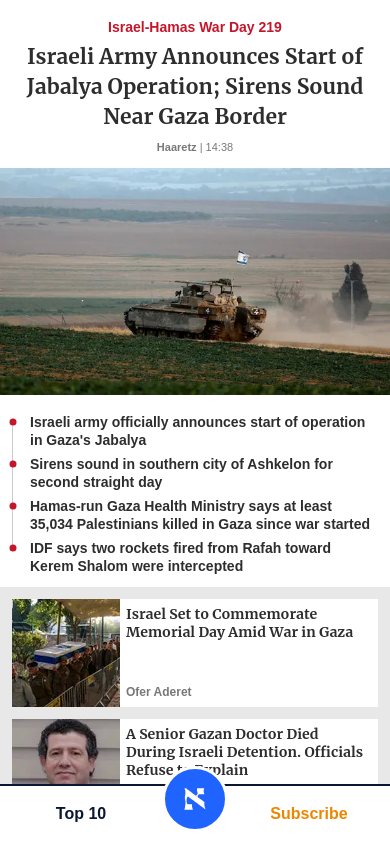 Israel-Hamas War Day 219
Israeli Army Announces Start of
Jabalya Operation; Sirens Sound
Near Gaza Border
Haaretz | 14:38
Israeli army officially announces start of operation
in Gaza's Jabalya
Sirens sound in southern city of Ashkelon for
second straight day
Hamas-run Gaza Health Ministry says at least
35,034 Palestinians killed in Gaza since war started
IDF says two rockets fired from Rafah toward
Kerem Shalom were intercepted
Israel Set to Commemorate
Memorial Day Amid War in Gaza
Ofer Aderet
A Senior Gazan Doctor Died
During Israeli Detention. Officials
Refuse to Explain
Top 10
Subscribe